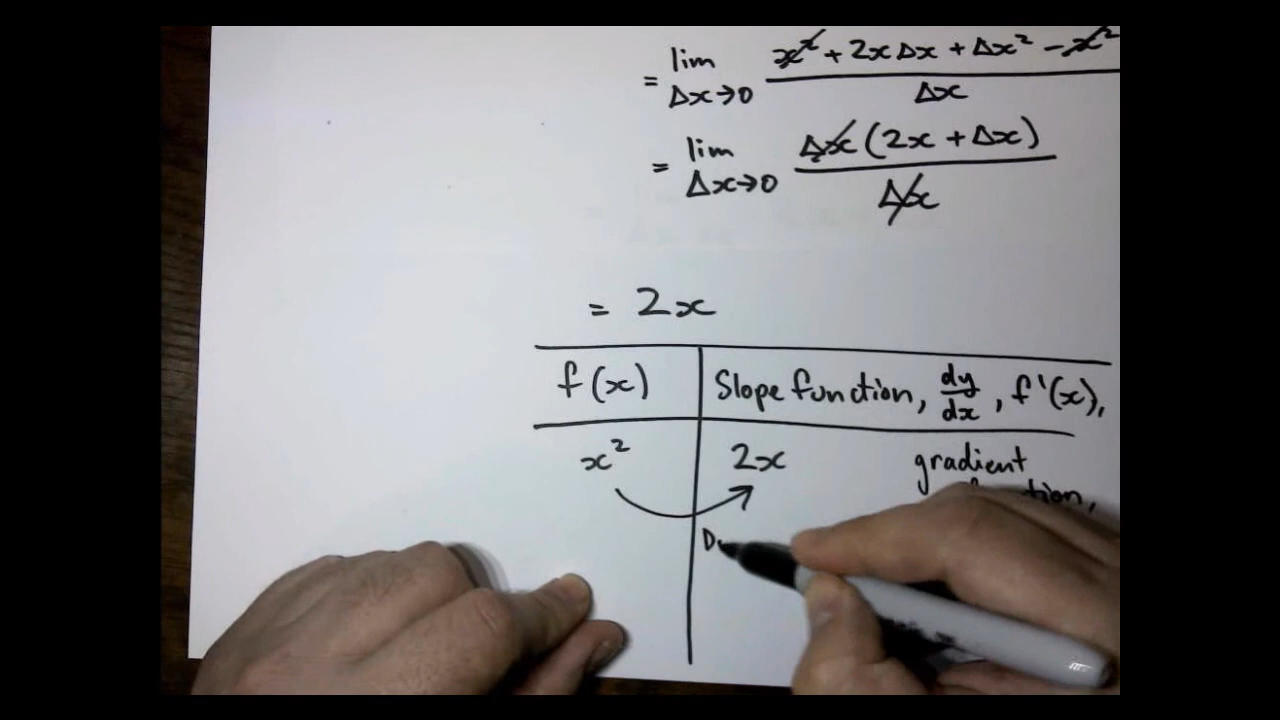 = lim Δx→0 x² + 2xΔx + Δx² - x² / Δx
= lim Δx→0 Δx(2x + Δx) / Δx
= 2x
f(x) Slope function, dy/dx, f'(x),
x² 2x gradient